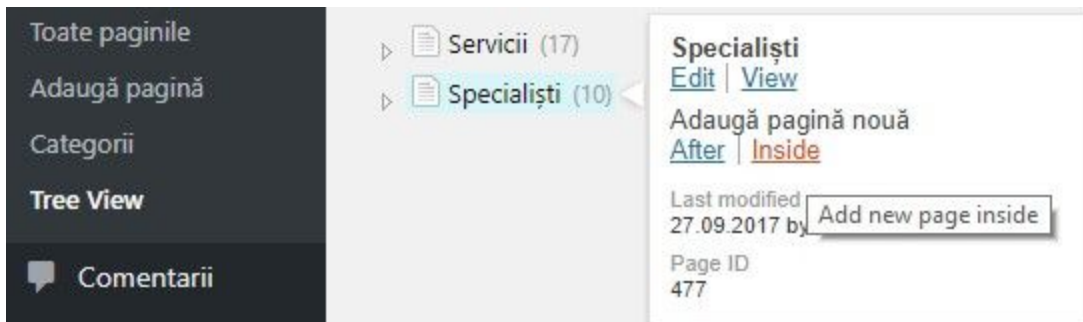 Toate paginile
Adaugă pagină
Categorii
Tree View
Comentarii
Servicii (17)
Specialiști (10)
Specialiști
Edit | View
Adaugă pagină nouă
After | Inside
Last modified
27.09.2017 by
Add new page inside
Page ID
477